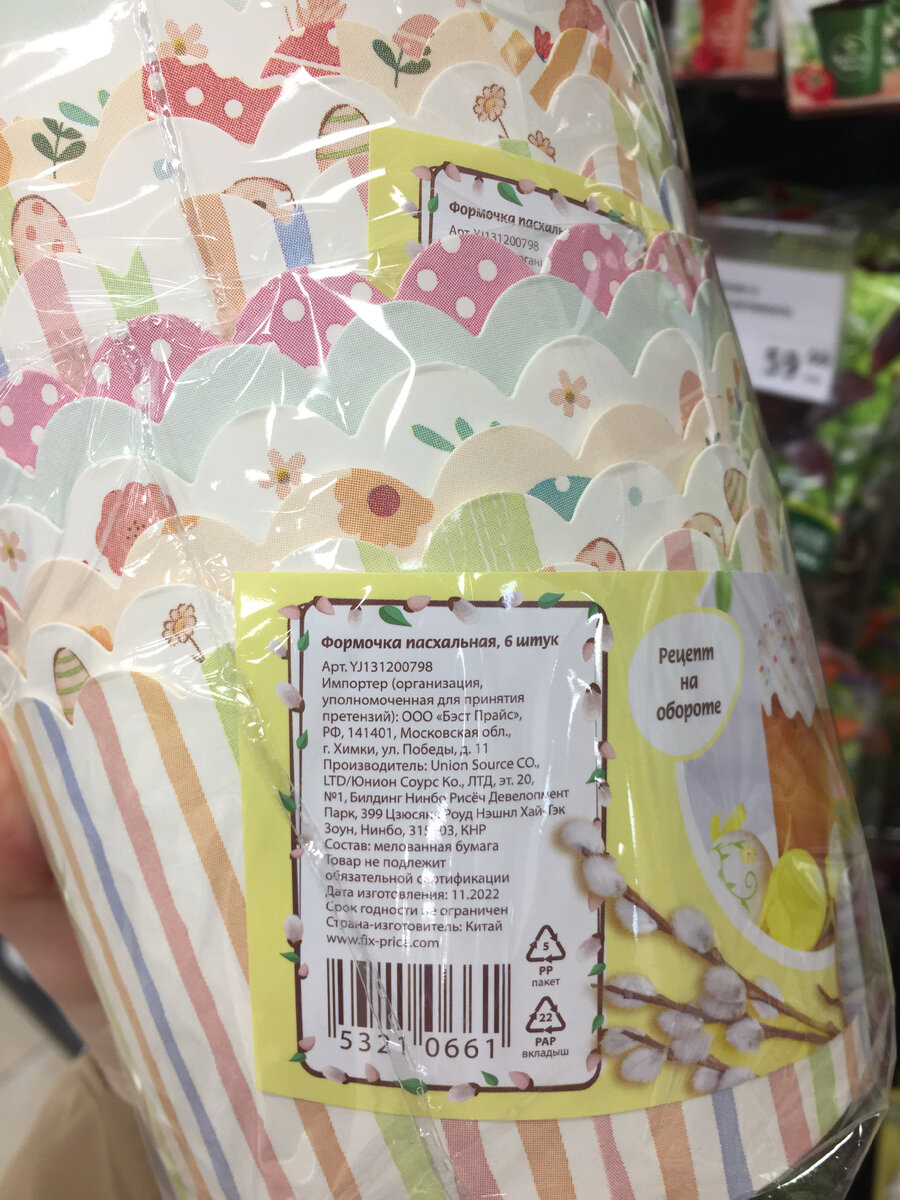 Формочка пасхаль
Арт. YJ131200798
59
Формочка пасхальная, 6 штук
Арт. YJ131200798
Импортер (организация,
уполномоченная для принятия
претензий): ООО «Бэст Прайс»,
РФ, 141401, Московская обл.,
г. Химки, ул. Победы, д. 11
Производитель: Union Source CO.,
LTD/Юнион Соурс Ко., ЛТД, эт. 20,
№1, Билдинг Нинбо Рисёч Девелопмент
Парк, 399 Цзюсянь Роуд Нэшнл Хай-Тэк
Зоун, Нинбо, КНР
Состав: мелованная бумага
Товар не подлежит
обязательной сертификации
Дата изготовления: 11.2022
Срок годности не ограничен
Страна-изготовитель: Китай
www.fix-price.com
5321 0661
5
PP
пакет
22
PAP
вкладыш
Рецепт
на
обороте